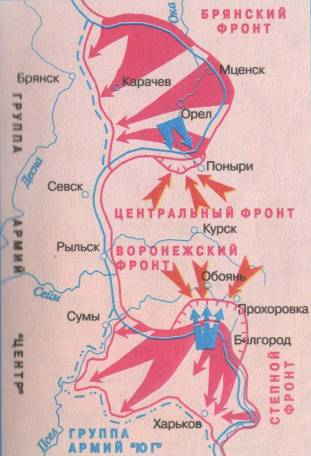 БРЯНСКИЙ
ФРОНТ
Ока
Мценск
Брянск
Карачев
Орел
ГРУППА АРМИЙ "ЦЕНТР"
Десна
Поныри
Севск
ЦЕНТРАЛЬНЫЙ ФРОНТ
Курск
Рыльск
ВОРОНЕЖСКИЙ
ФРОНТ
Обоянь
Сейм
Прохоровка
Сумы
Белгород
СТЕПНОЙ
ФРОНТ
Харьков
Псел
ГРУППА
АРМИЙ "ЮГ"